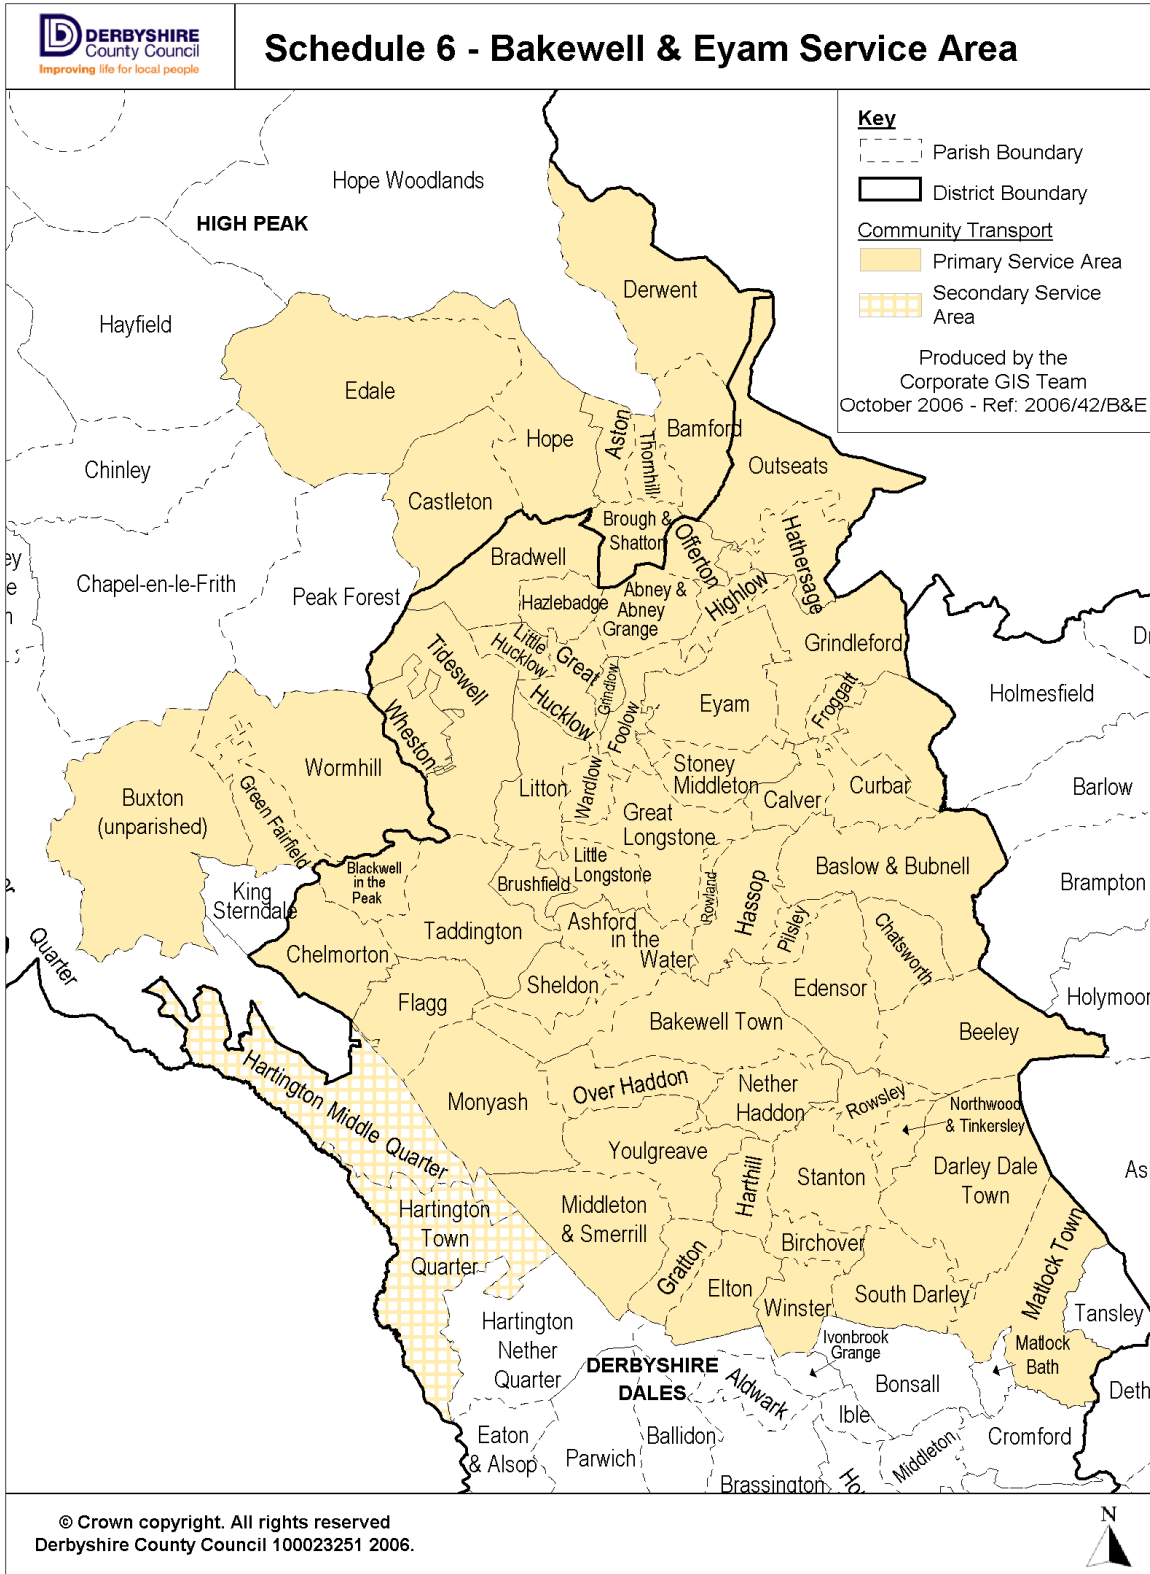 DERBYSHIRE
County Council
Improving life for local people
Schedule 6 - Bakewell & Eyam Service Area
Key
Parish Boundary
District Boundary
Community Transport
Primary Service Area
Secondary Service
Area
Produced by the
Corporate GIS Team
October 2006 - Ref: 2006/42/B&E
Hope Woodlands
HIGH PEAK
Derwent
Hayfield
Edale
Hope
Aston
Thornhill
Bamford
Outseats
Chinley
Castleton
Brough &
Shatton
Offerton
Hathersage
Bradwell
Chapel-en-le-Frith
Peak Forest
Hazlebadge
Abney &
Abney
Grange
Highlow
ey
e
n
Little
Hucklow
Great
Hucklow
Tideswell
Grindlow
Foolow
Grindleford
Dr
Holmesfield
Eyam
Froggatt
Wheston
Wormhill
Stoney
Middleton
Litton
Wardlow
Calver
Curbar
Barlow
Buxton
(unparished)
Green Fairfield
Great
Longstone
Little
Longstone
Baslow & Bubnell
Blackwell
in the
Peak
Brushfield
Rowland
Hassop
Brampton
King
Sterndale
&
Quarter
Taddington
Ashford
in the
Water
Pilsley
Chatsworth
Chelmorton
Sheldon
Edensor
Flagg
Holymoor
Bakewell Town
Beeley
Hartington Middle Quarter
Monyash
Over Haddon
Nether
Haddon
Rowsley
Northwood
& Tinkersley
Youlgreave
Harthill
Stanton
Darley Dale
Town
As
Hartington
Town
Quarter
Middleton
& Smerrill
Birchover
Gratton
Elton
Winster
South Darley
Matlock Town
Tansley
Hartington
Nether
Quarter
Ivonbrook
Grange
Matlock
Bath
DERBYSHIRE
DALES
Aldwark
Bonsall
Deth
Ible
Eaton
& Alsop
Parwich
Ballidon
Brassington
Ho
Middleton
Cromford
© Crown copyright. All rights reserved
Derbyshire County Council 100023251 2006.
N